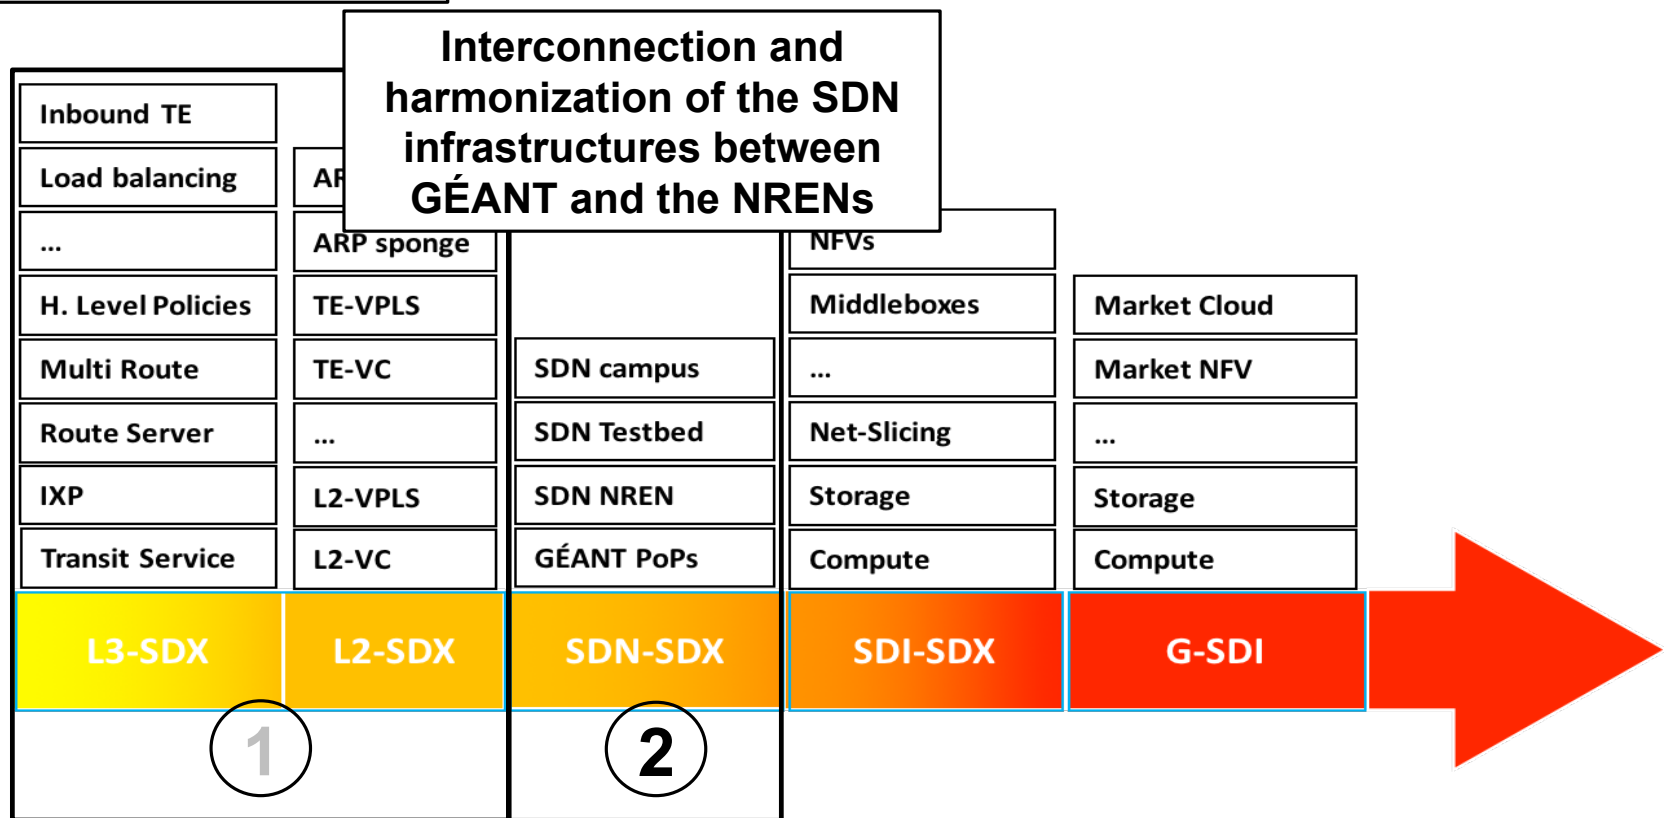 Interconnection and
harmonization of the SDN
infrastructures between
GÉANT and the NRENs
Inbound TE
Load balancing
...
H. Level Policies
Multi Route
Route Server
IXP
Transit Service
ARP sponge
TE-VPLS
TE-VC
...
L2-VPLS
L2-VC
SDN campus
SDN Testbed
SDN NREN
GÉANT PoPs
NFVs
Middleboxes
...
Net-Slicing
Storage
Compute
Market Cloud
Market NFV
...
Storage
Compute
L3-SDX
L2-SDX
SDN-SDX
SDI-SDX
G-SDI
1
2